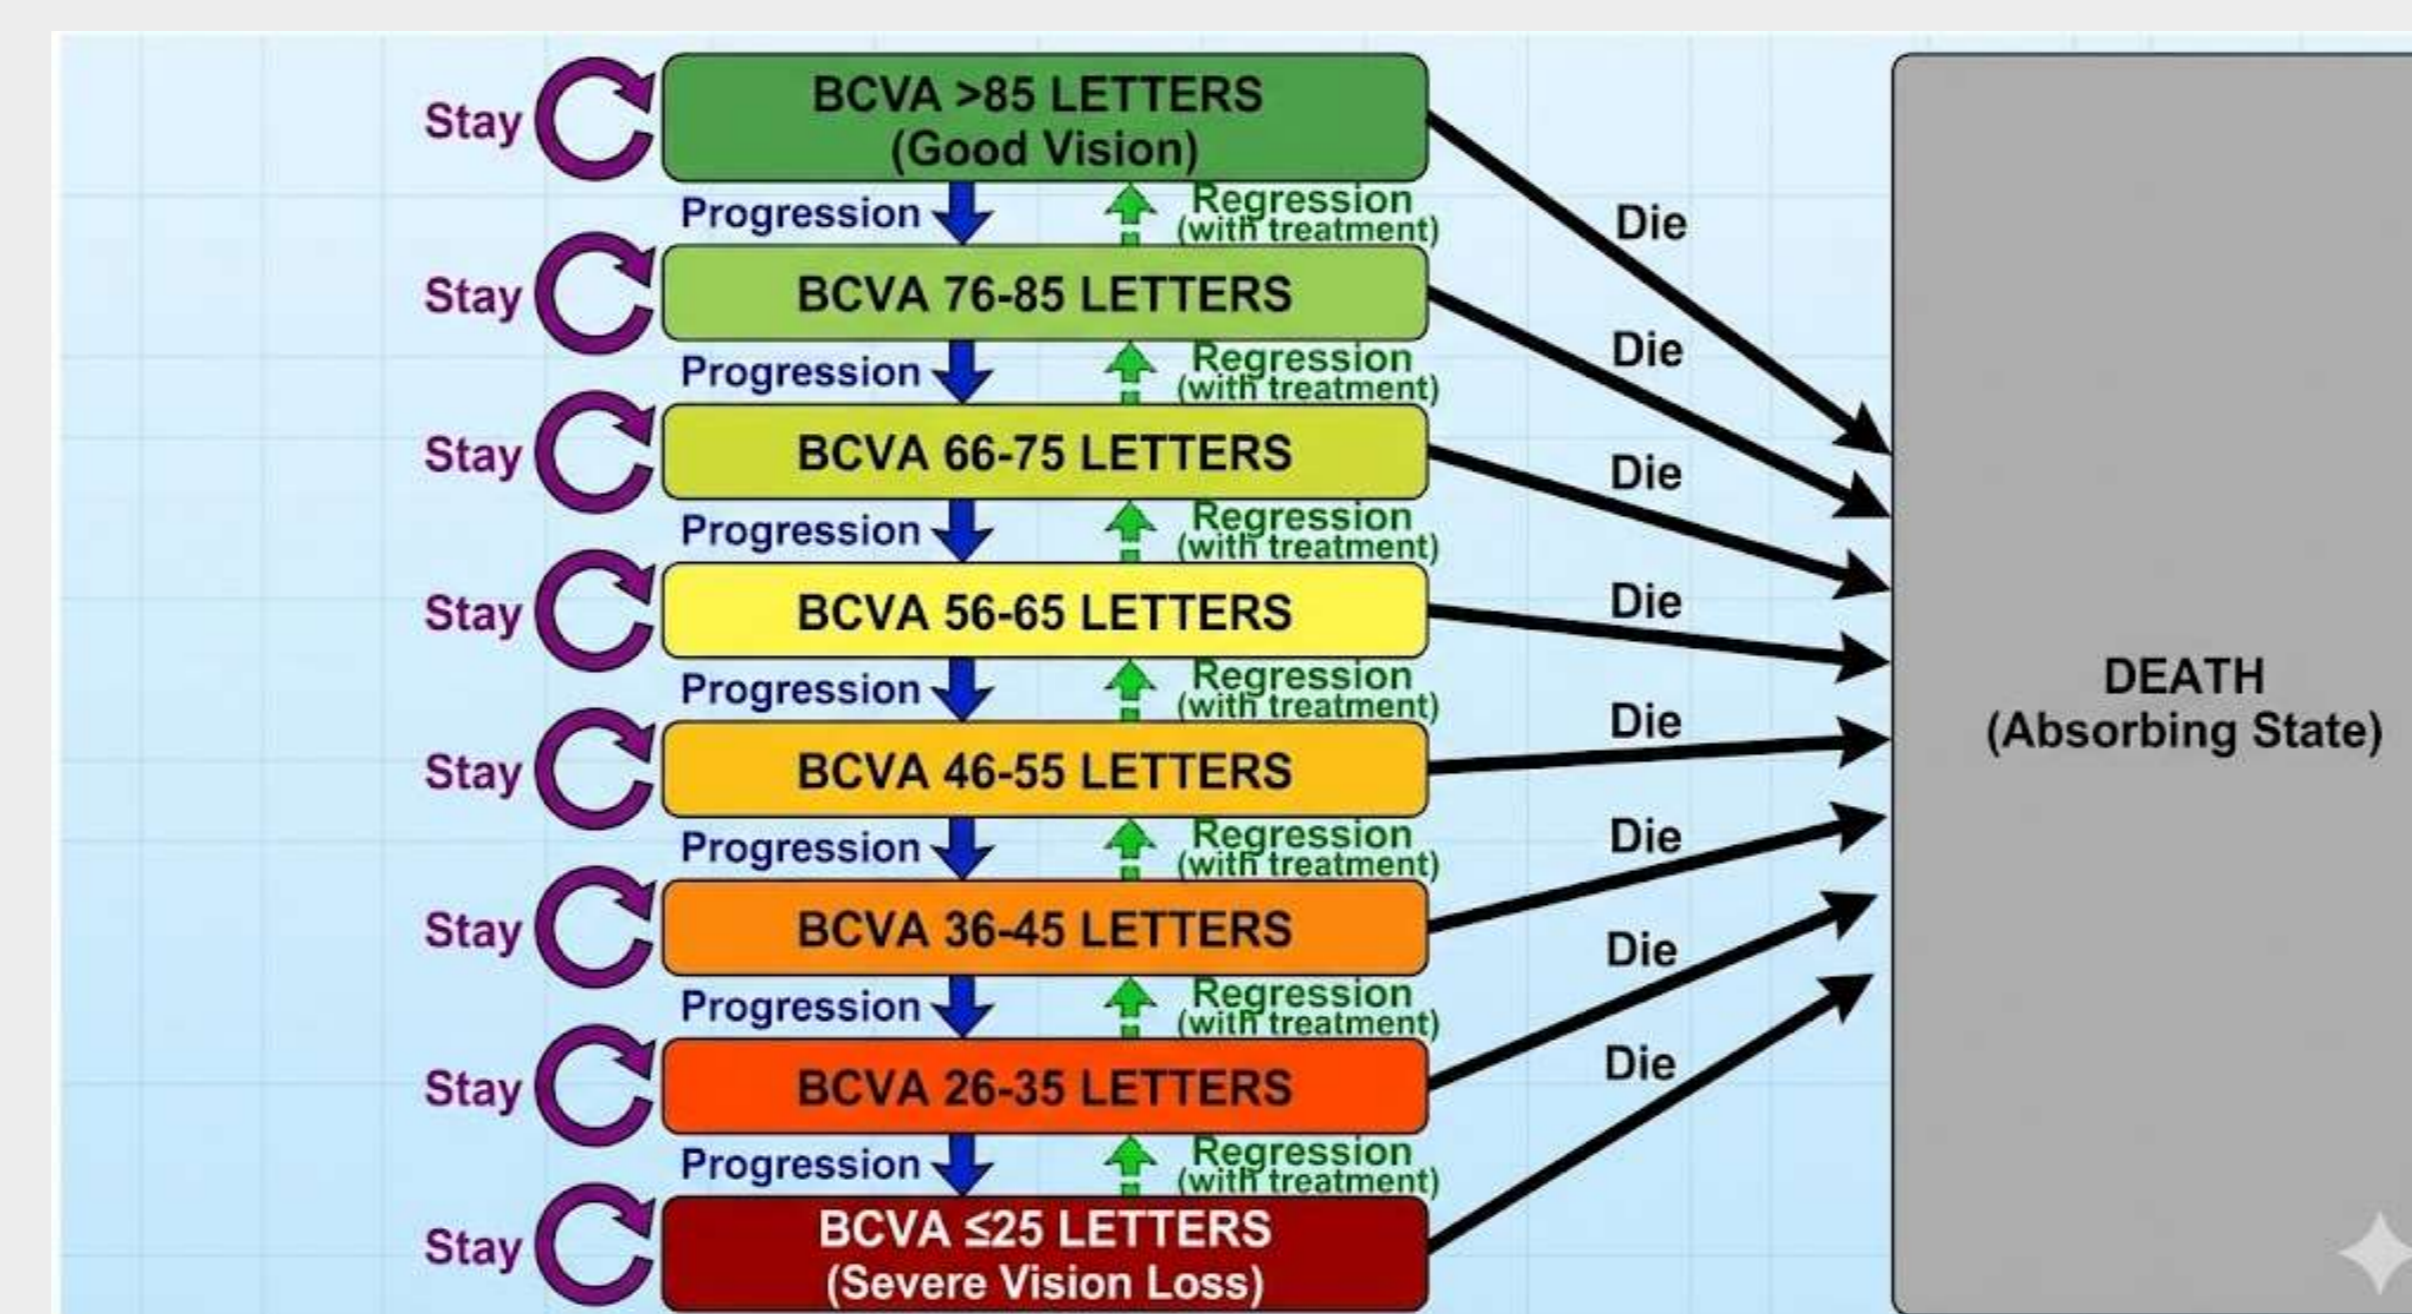 Stay
BCVA >85 LETTERS
(Good Vision)
Die
Progression
Regression
(with treatment)
Stay
BCVA 76-85 LETTERS
Die
Progression
Regression
(with treatment)
Stay
BCVA 66-75 LETTERS
Die
Progression
Regression
(with treatment)
Stay
BCVA 56-65 LETTERS
Die
Progression
Regression
(with treatment)
Stay
BCVA 46-55 LETTERS
Die
Progression
Regression
(with treatment)
Stay
BCVA 36-45 LETTERS
Die
Progression
Regression
(with treatment)
Stay
BCVA 26-35 LETTERS
Die
Progression
Regression
(with treatment)
Stay
BCVA ≤25 LETTERS
(Severe Vision Loss)
Die
DEATH
(Absorbing State)